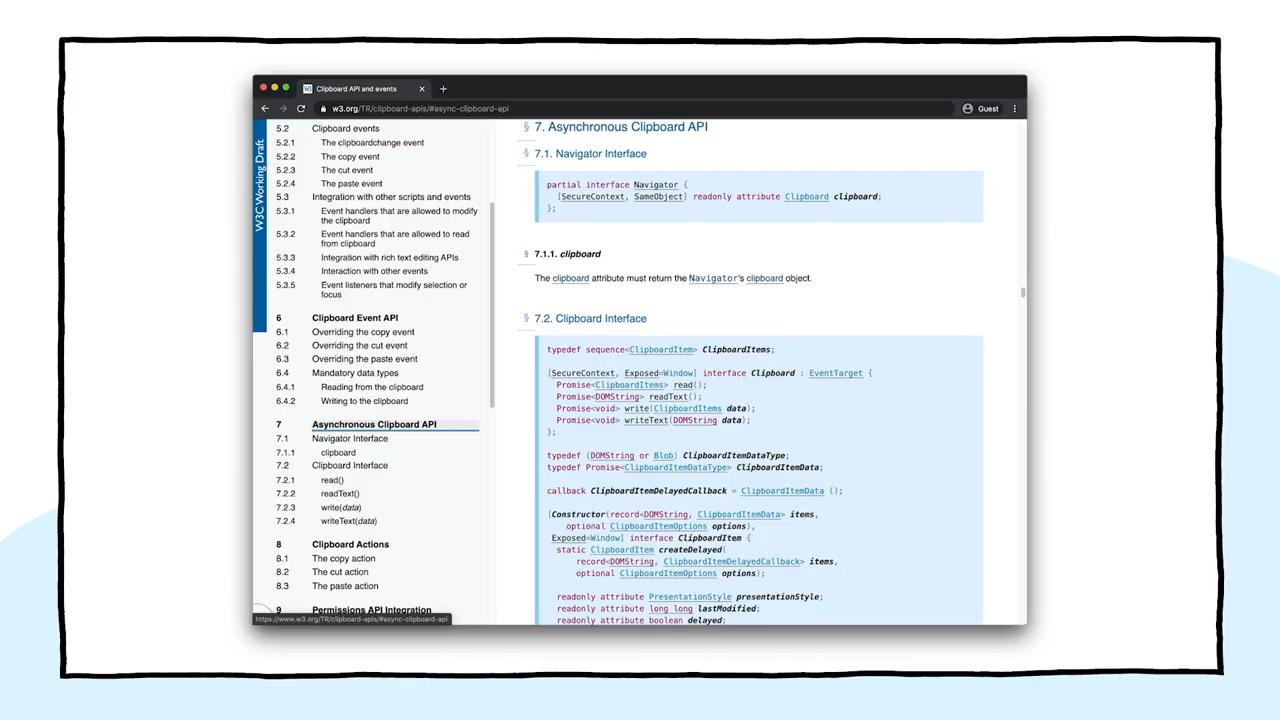 Clipboard API and events
w3.org/TR/clipboard-apis/#async-clipboard-api
Guest
W3C Working Draft
5.2 Clipboard events
5.2.1 The clipboardchange event
5.2.2 The copy event
5.2.3 The cut event
5.2.4 The paste event
5.3 Integration with other scripts and events
5.3.1 Event handlers that are allowed to modify
the clipboard
5.3.2 Event handlers that are allowed to read
from clipboard
5.3.3 Integration with rich text editing APIs
5.3.4 Interaction with other events
5.3.5 Event listeners that modify selection or
focus
6 Clipboard Event API
6.1 Overriding the copy event
6.2 Overriding the cut event
6.3 Overriding the paste event
6.4 Mandatory data types
6.4.1 Reading from the clipboard
6.4.2 Writing to the clipboard
7 Asynchronous Clipboard API
7.1 Navigator Interface
7.1.1 clipboard
7.2 Clipboard Interface
7.2.1 read()
7.2.2 readText()
7.2.3 write(data)
7.2.4 writeText(data)
8 Clipboard Actions
8.1 The copy action
8.2 The cut action
8.3 The paste action
9 Permissions API Integration
https://www.w3.org/TR/clipboard-apis/#async-clipboard-api
§ 7. Asynchronous Clipboard API
§ 7.1. Navigator Interface
partial interface Navigator {
[SecureContext, SameObject] readonly attribute Clipboard clipboard;
};
§ 7.1.1. clipboard
The clipboard attribute must return the Navigator's clipboard object.
§ 7.2. Clipboard Interface
typedef sequence<ClipboardItem> ClipboardItems;
[SecureContext, Exposed=Window] interface Clipboard : EventTarget {
Promise<ClipboardItems> read();
Promise<DOMString> readText();
Promise<void> write(ClipboardItems data);
Promise<void> writeText(DOMString data);
};
typedef (DOMString or Blob) ClipboardItemDataType;
typedef Promise<ClipboardItemDataType> ClipboardItemData;
callback ClipboardItemDelayedCallback = ClipboardItemData ();
[Constructor(record<DOMString, ClipboardItemData> items,
optional ClipboardItemOptions options),
Exposed=Window] interface ClipboardItem {
static ClipboardItem createDelayed(
record<DOMString, ClipboardItemDelayedCallback> items,
optional ClipboardItemOptions options);
readonly attribute PresentationStyle presentationStyle;
readonly attribute long long lastModified;
readonly attribute boolean delayed;